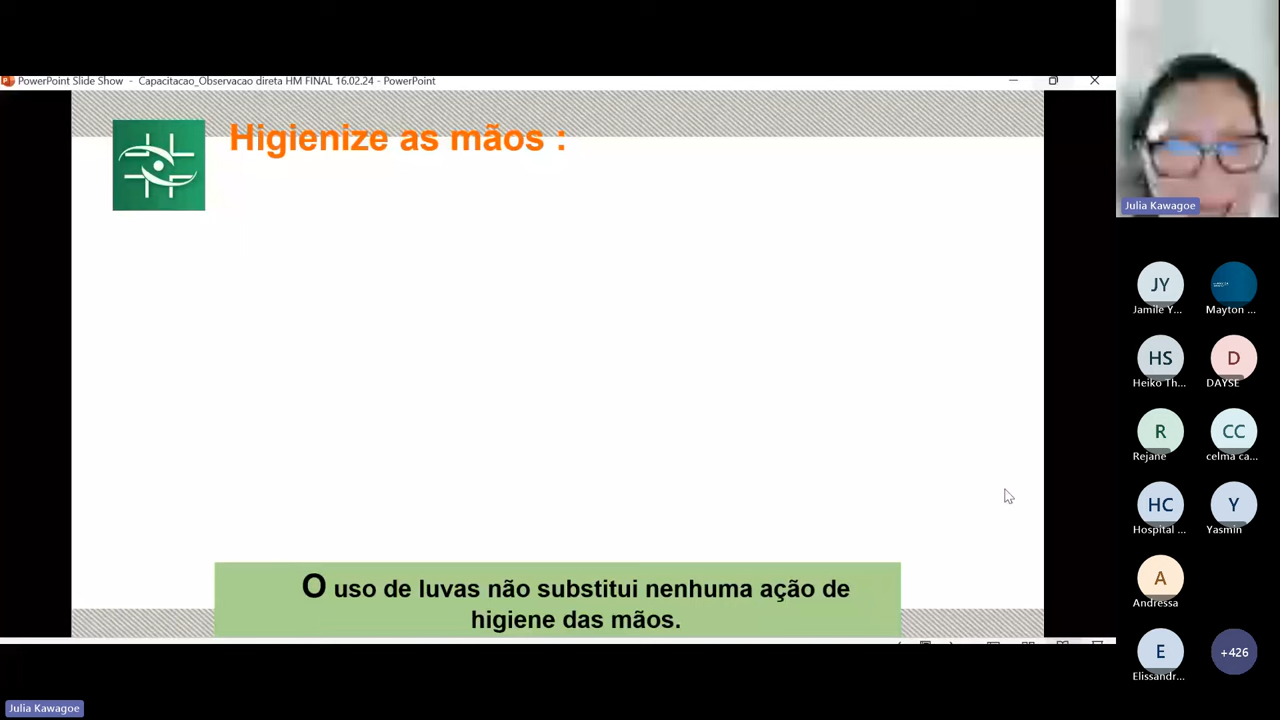 PowerPoint Slide Show - Capacitacao_Observacao direta HM FINAL 16.02.24 - PowerPoint
Higienize as mãos :
O uso de luvas não substitui nenhuma ação de
higiene das mãos.
Julia Kawagoe
JY
Jamile Y...
Mayton ...
HS
Heiko Th...
D
DAYSE
R
Rejane
CC
celma ca...
HC
Hospital ...
Y
Yasmin
A
Andressa
E
Elissandr...
+426
Julia Kawagoe